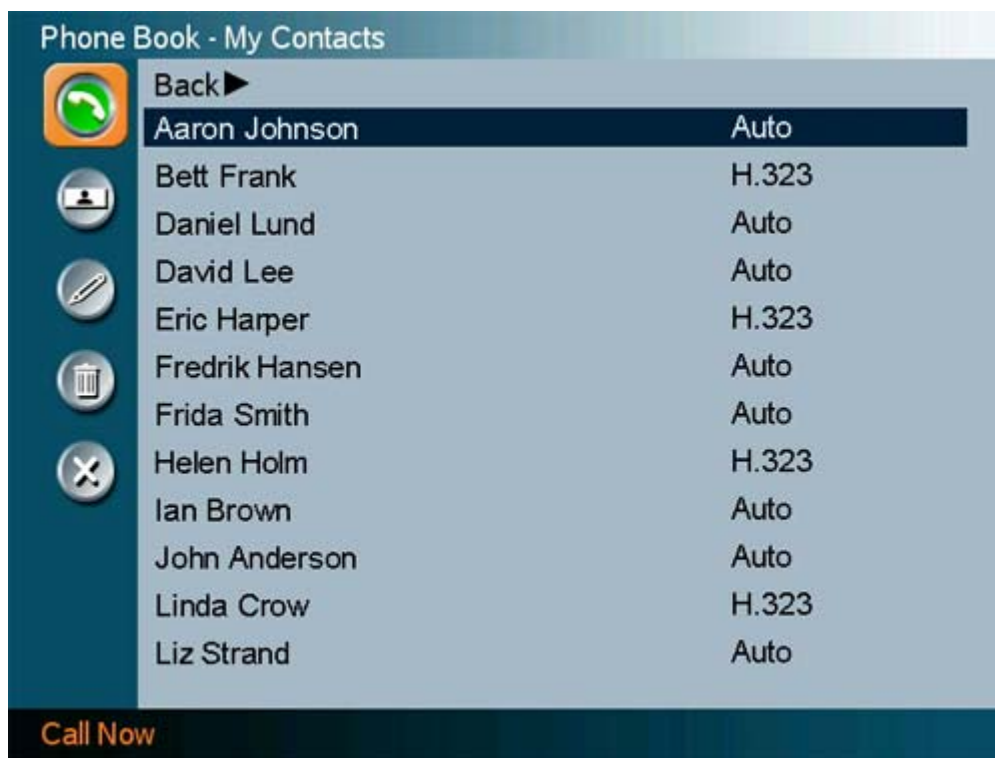 Phone Book - My Contacts
Back►
Aaron Johnson Auto
Bett Frank H.323
Daniel Lund Auto
David Lee Auto
Eric Harper H.323
Fredrik Hansen Auto
Frida Smith Auto
Helen Holm H.323
Ian Brown Auto
John Anderson Auto
Linda Crow H.323
Liz Strand Auto
Call Now